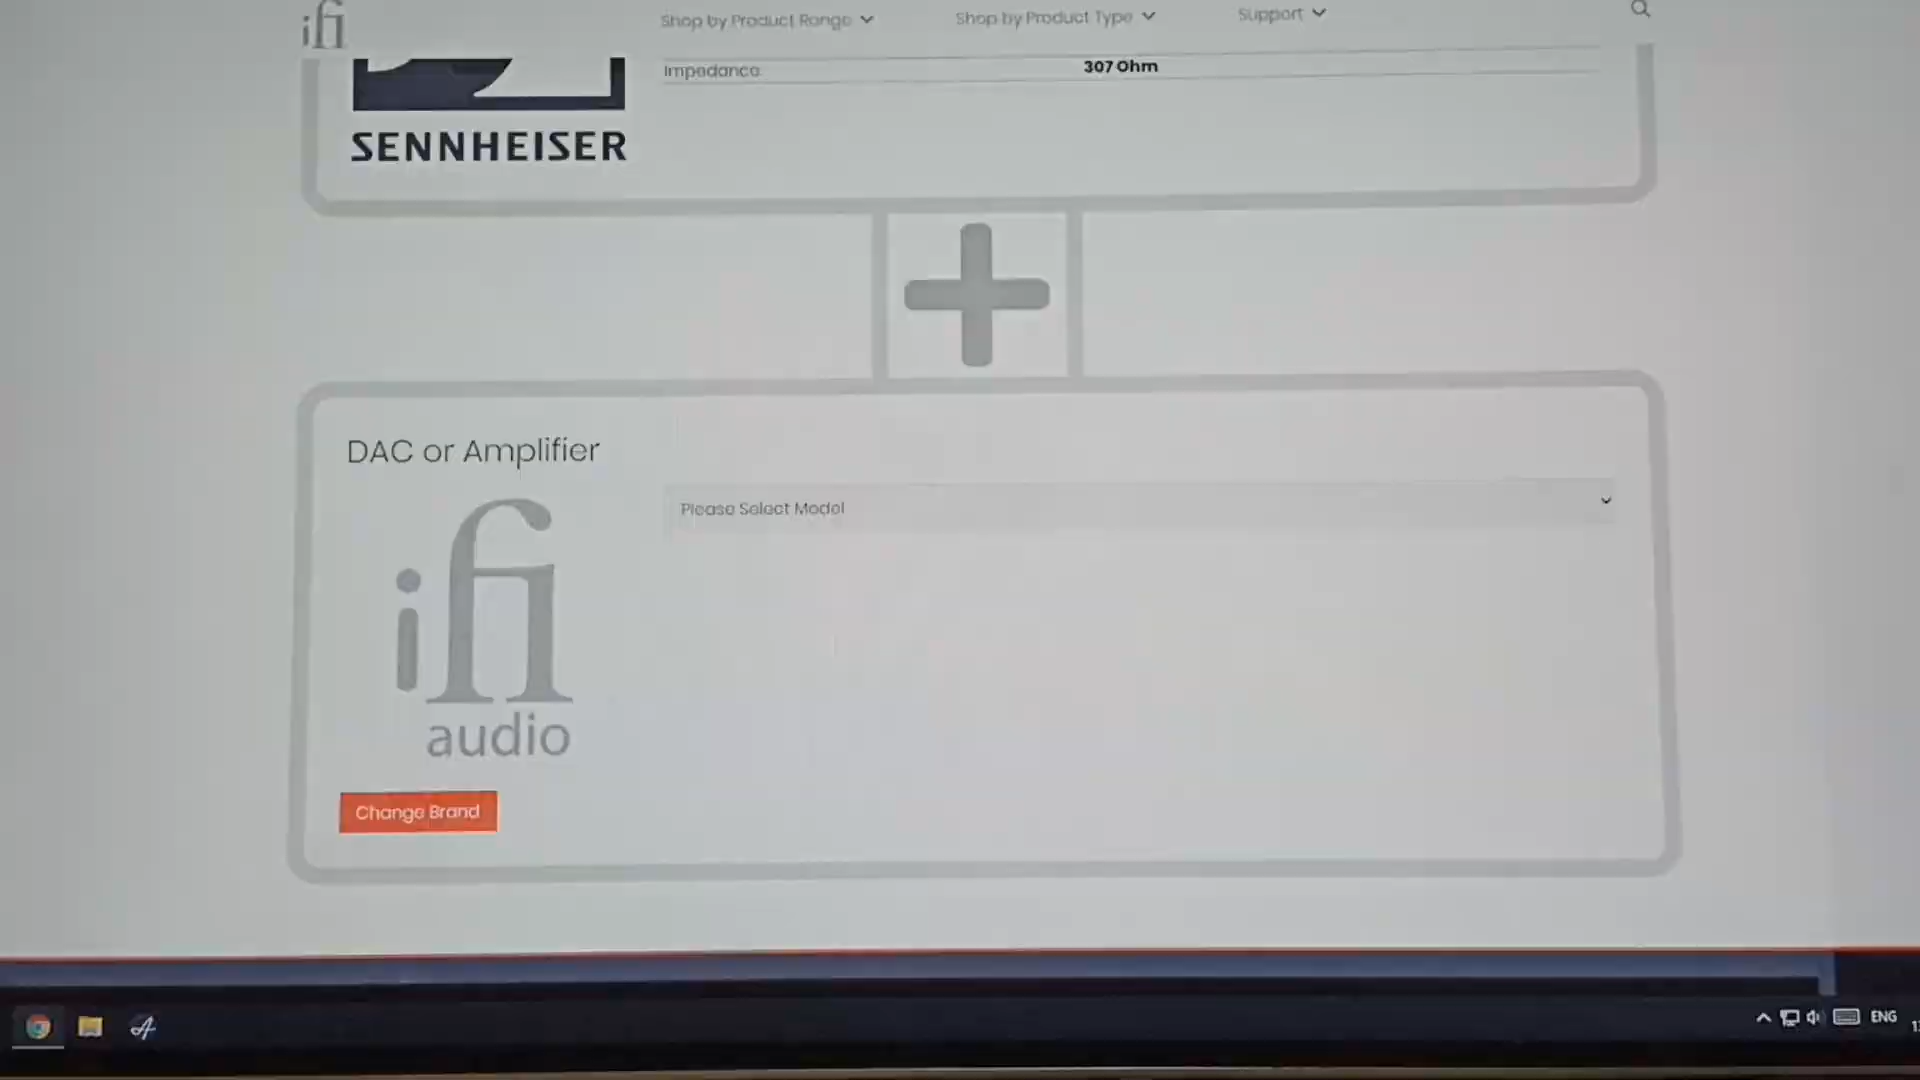 ifi
Shop by Product Range
Shop by Product Type
Support
Impedance
307 Ohm
SENNHEISER
DAC or Amplifier
Please Select Model
ifi
audio
Change Brand
ENG